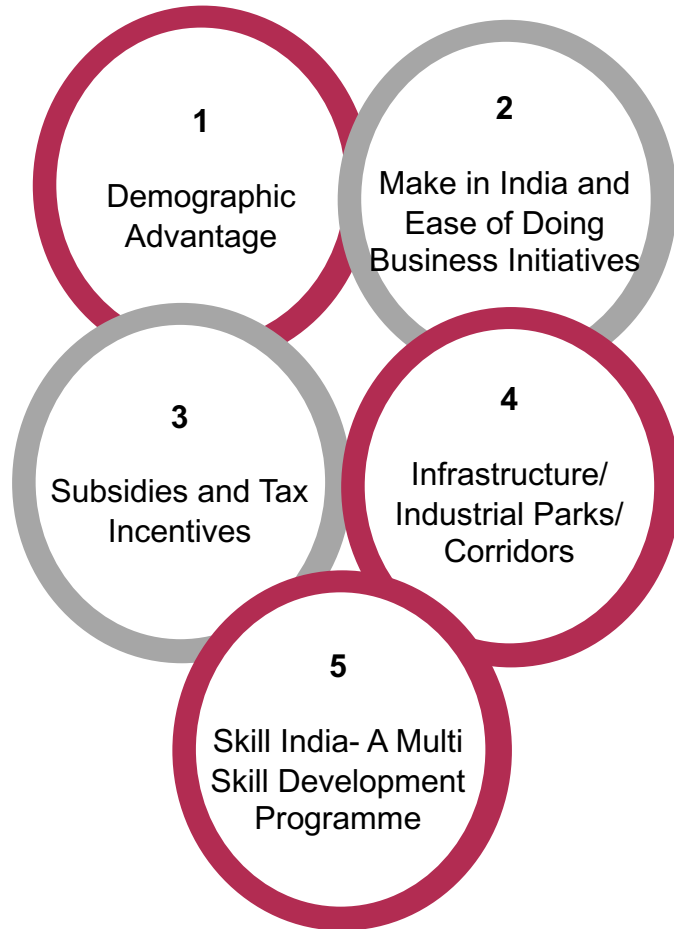 1
Demographic
Advantage
2
Make in India and
Ease of Doing
Business Initiatives
3
Subsidies and Tax
Incentives
4
Infrastructure/
Industrial Parks/
Corridors
5
Skill India- A Multi
Skill Development
Programme